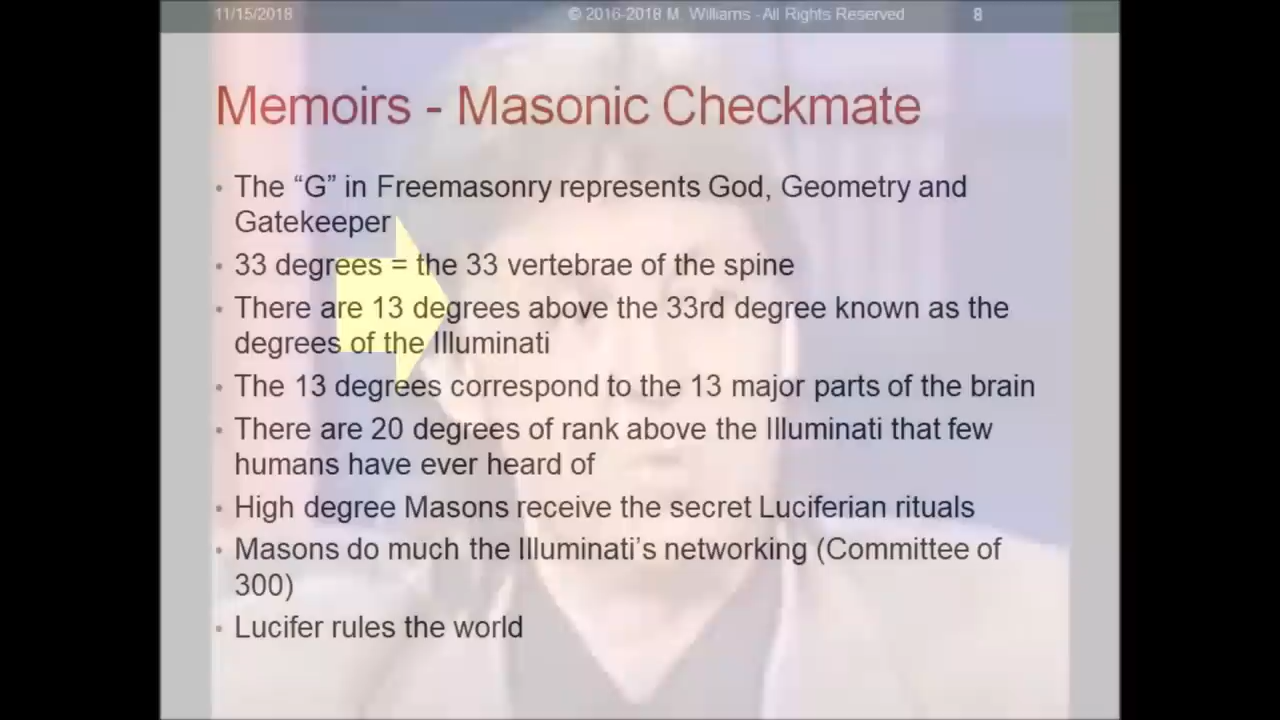 11/15/2018 © 2016-2018 M. Williams - All Rights Reserved 8
Memoirs - Masonic Checkmate
• The “G” in Freemasonry represents God, Geometry and
Gatekeeper
• 33 degrees = the 33 vertebrae of the spine
• There are 13 degrees above the 33rd degree known as the
degrees of the Illuminati
• The 13 degrees correspond to the 13 major parts of the brain
• There are 20 degrees of rank above the Illuminati that few
humans have ever heard of
• High degree Masons receive the secret Luciferian rituals
• Masons do much the Illuminati’s networking (Committee of
300)
• Lucifer rules the world